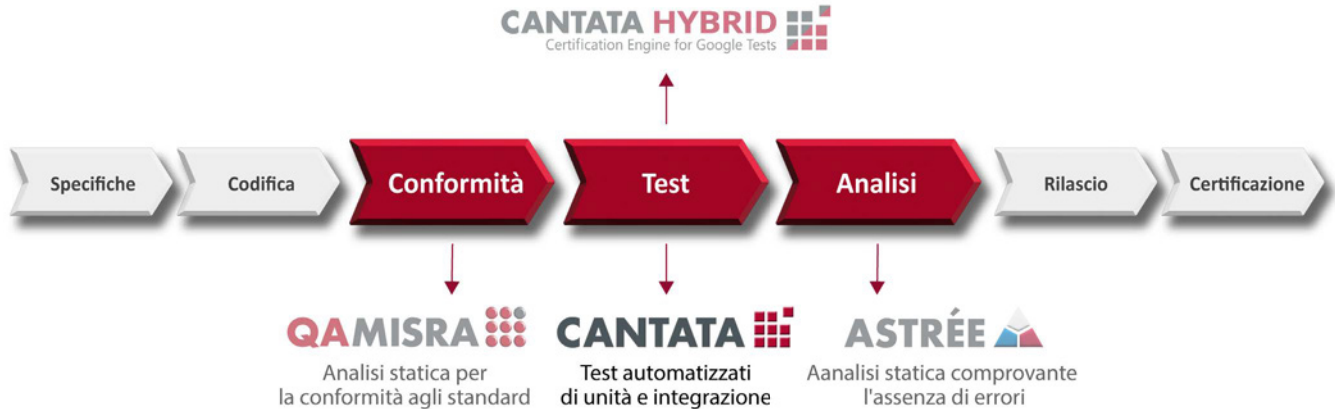 CANTATA HYBRID
Certification Engine for Google Tests
Specifiche
Codifica
Conformità
Test
Analisi
Rilascio
Certificazione
QAMISRA
Analisi statica per
la conformità agli standard
CANTATA
Test automatizzati
di unità e integrazione
ASTRÉE
Aanalisi statica comprovante
l'assenza di errori